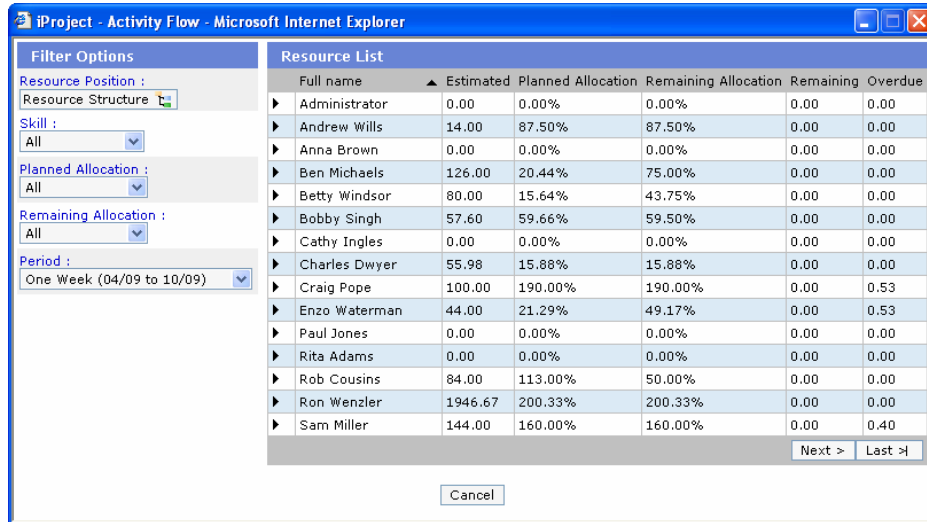 iProject - Activity Flow - Microsoft Internet Explorer
Filter Options
Resource Position :
Resource Structure
Skill :
All
Planned Allocation :
All
Remaining Allocation :
All
Period :
One Week (04/09 to 10/09)
Resource List
Full name Estimated Planned Allocation Remaining Allocation Remaining Overdue
Administrator 0.00 0.00% 0.00% 0.00 0.00
Andrew Wills 14.00 87.50% 87.50% 0.00 0.00
Anna Brown 0.00 0.00% 0.00% 0.00 0.00
Ben Michaels 126.00 20.44% 75.00% 0.00 0.00
Betty Windsor 80.00 15.64% 43.75% 0.00 0.00
Bobby Singh 57.60 59.66% 59.50% 0.00 0.00
Cathy Ingles 0.00 0.00% 0.00% 0.00 0.00
Charles Dwyer 55.98 15.88% 15.88% 0.00 0.00
Craig Pope 100.00 190.00% 190.00% 0.00 0.53
Enzo Waterman 44.00 21.29% 49.17% 0.00 0.53
Paul Jones 0.00 0.00% 0.00% 0.00 0.00
Rita Adams 0.00 0.00% 0.00% 0.00 0.00
Rob Cousins 84.00 113.00% 50.00% 0.00 0.00
Ron Wenzler 1946.67 200.33% 200.33% 0.00 0.00
Sam Miller 144.00 160.00% 160.00% 0.00 0.40
Next > Last >|
Cancel